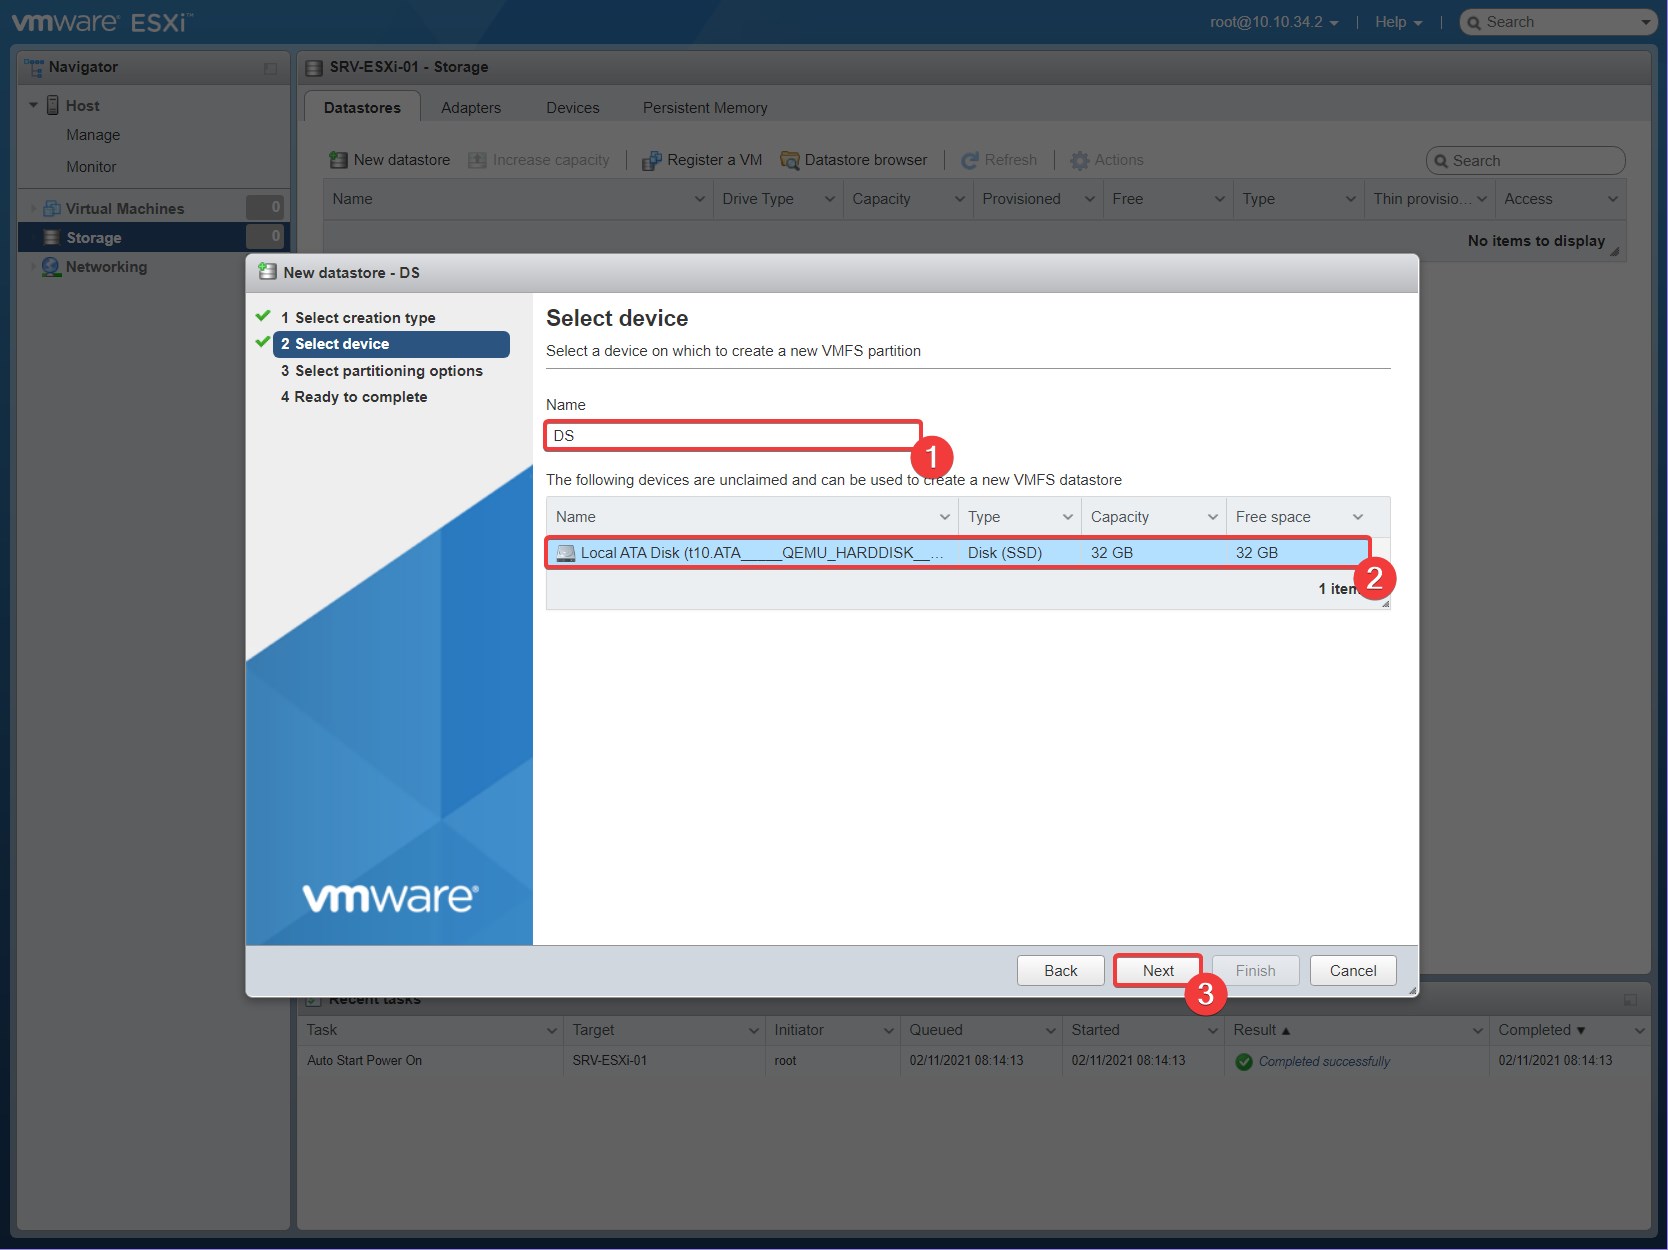 vmware ESXi™
root@10.10.34.2 | Help | Search
Navigator
Host
Manage
Monitor
Virtual Machines 0
Storage 0
Networking
SRV-ESXi-01 - Storage
Datastores Adapters Devices Persistent Memory
New datastore Increase capacity | Register a VM Datastore browser | Refresh | Actions Search
Name Drive Type Capacity Provisioned Free Type Thin provisio... Access
No items to display
New datastore - DS
1 Select creation type
2 Select device
3 Select partitioning options
4 Ready to complete
vmware®
Select device
Select a device on which to create a new VMFS partition
Name
DS
1
The following devices are unclaimed and can be used to create a new VMFS datastore
Name Type Capacity Free space
Local ATA Disk (t10.ATA_____QEMU_HARDDISK__... Disk (SSD) 32 GB 32 GB
2
Back Next Finish Cancel
3
Recent tasks
Task Target Initiator Queued Started Result ▲ Completed ▼
Auto Start Power On SRV-ESXi-01 root 02/11/2021 08:14:13 02/11/2021 08:14:13 Completed successfully 02/11/2021 08:14:13